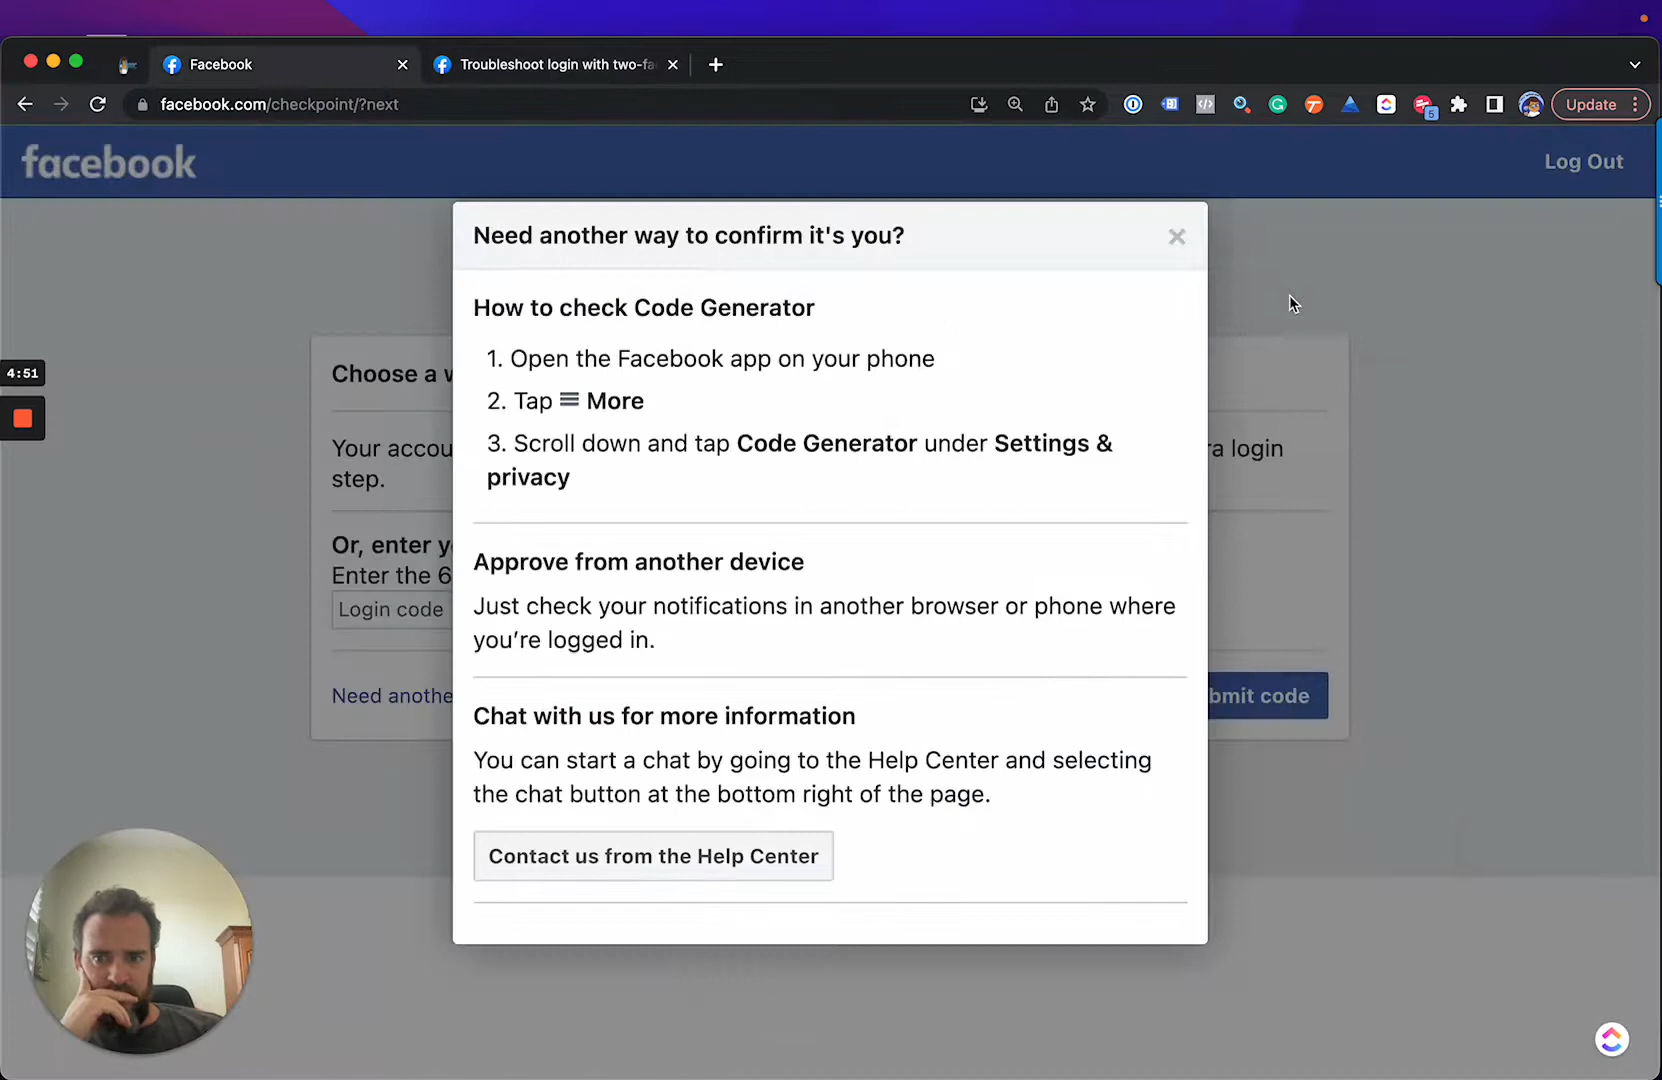 Facebook
Troubleshoot login with two-fa
facebook.com/checkpoint/?next
5
Update
facebook
Log Out
Need another way to confirm it's you?
How to check Code Generator
1. Open the Facebook app on your phone
2. Tap More
3. Scroll down and tap Code Generator under Settings &
privacy
Approve from another device
Just check your notifications in another browser or phone where
you’re logged in.
Chat with us for more information
You can start a chat by going to the Help Center and selecting
the chat button at the bottom right of the page.
Contact us from the Help Center
4:51
Choose a w
Your accou
ra login
step.
Or, enter y
Enter the 6
Login code
Need anothe
bmit code